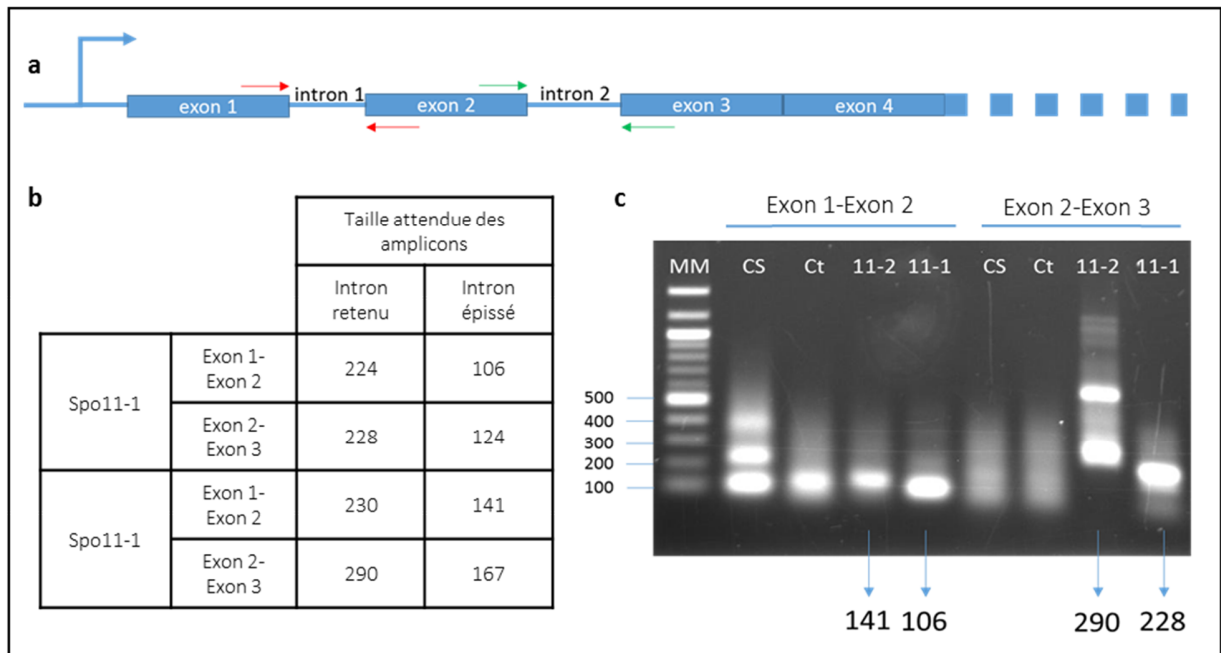 a
exon 1
intron 1
exon 2
intron 2
exon 3
exon 4
b
Taille attendue des
amplicons
Intron
retenu
Intron
épissé
Spo11-1
Exon 1-
Exon 2
224
106
Exon 2-
Exon 3
228
124
Spo11-1
Exon 1-
Exon 2
230
141
Exon 2-
Exon 3
290
167
c
Exon 1-Exon 2
Exon 2-Exon 3
MM
CS
Ct
11-2
11-1
CS
Ct
11-2
11-1
500
400
300
200
100
141
106
290
228